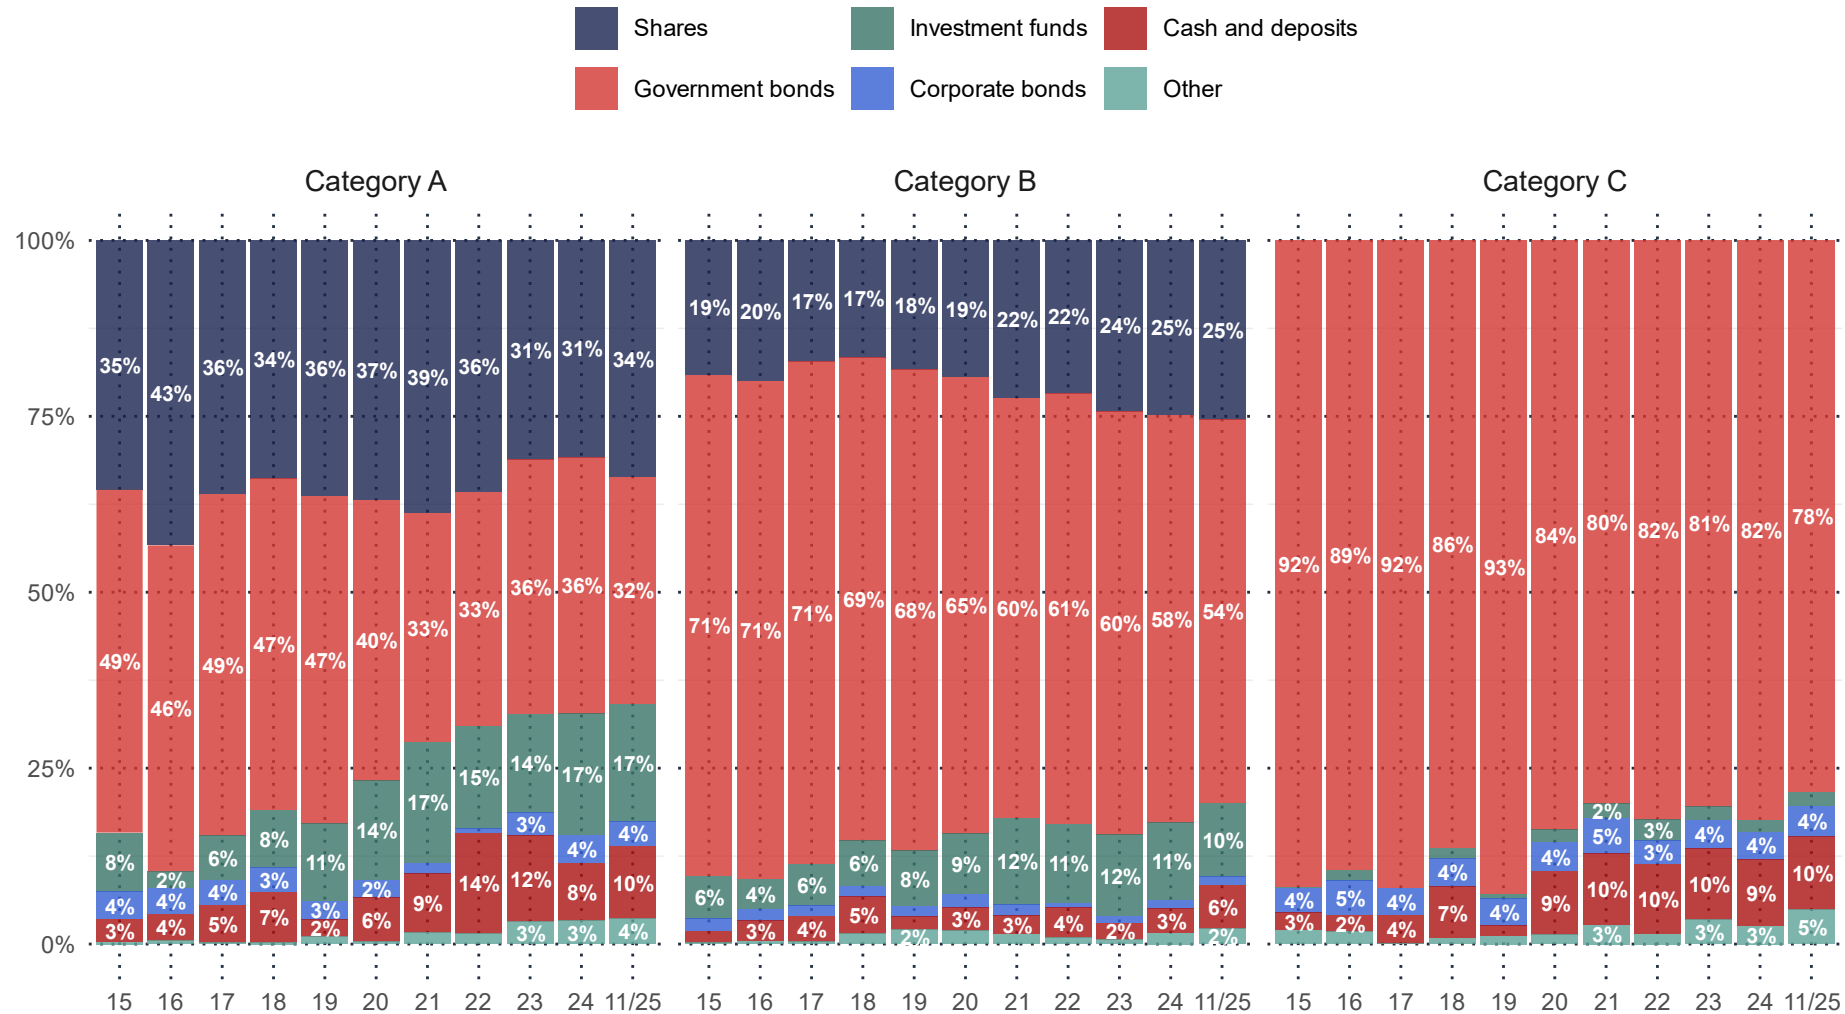 Shares
Investment funds
Cash and deposits
Government bonds
Corporate bonds
Other
Category A
Category B
Category C
100%
75%
50%
25%
0%
35% 43% 36% 34% 36% 37% 39% 36% 31% 31% 34%
49% 46% 49% 47% 47% 40% 33% 33% 36% 36% 32%
8% 2% 6% 8% 11% 14% 17% 15% 14% 17% 17%
4% 4% 4% 3% 3% 2% 3% 4% 4%
3% 4% 5% 7% 2% 6% 9% 14% 12% 8% 10%
3% 3% 4%
15 16 17 18 19 20 21 22 23 24 11/25
19% 20% 17% 17% 18% 19% 22% 22% 24% 25% 25%
71% 71% 71% 69% 68% 65% 60% 61% 60% 58% 54%
6% 4% 6% 6% 8% 9% 12% 11% 12% 11% 10%
3% 4% 5% 3% 3% 4% 2% 3% 6%
2% 2%
15 16 17 18 19 20 21 22 23 24 11/25
92% 89% 92% 86% 93% 84% 80% 82% 81% 82% 78%
2% 3%
4% 5% 4% 4% 4% 4% 5% 3% 4% 4% 4%
3% 2% 4% 7% 9% 10% 10% 10% 9% 10%
3% 3% 3% 5%
15 16 17 18 19 20 21 22 23 24 11/25